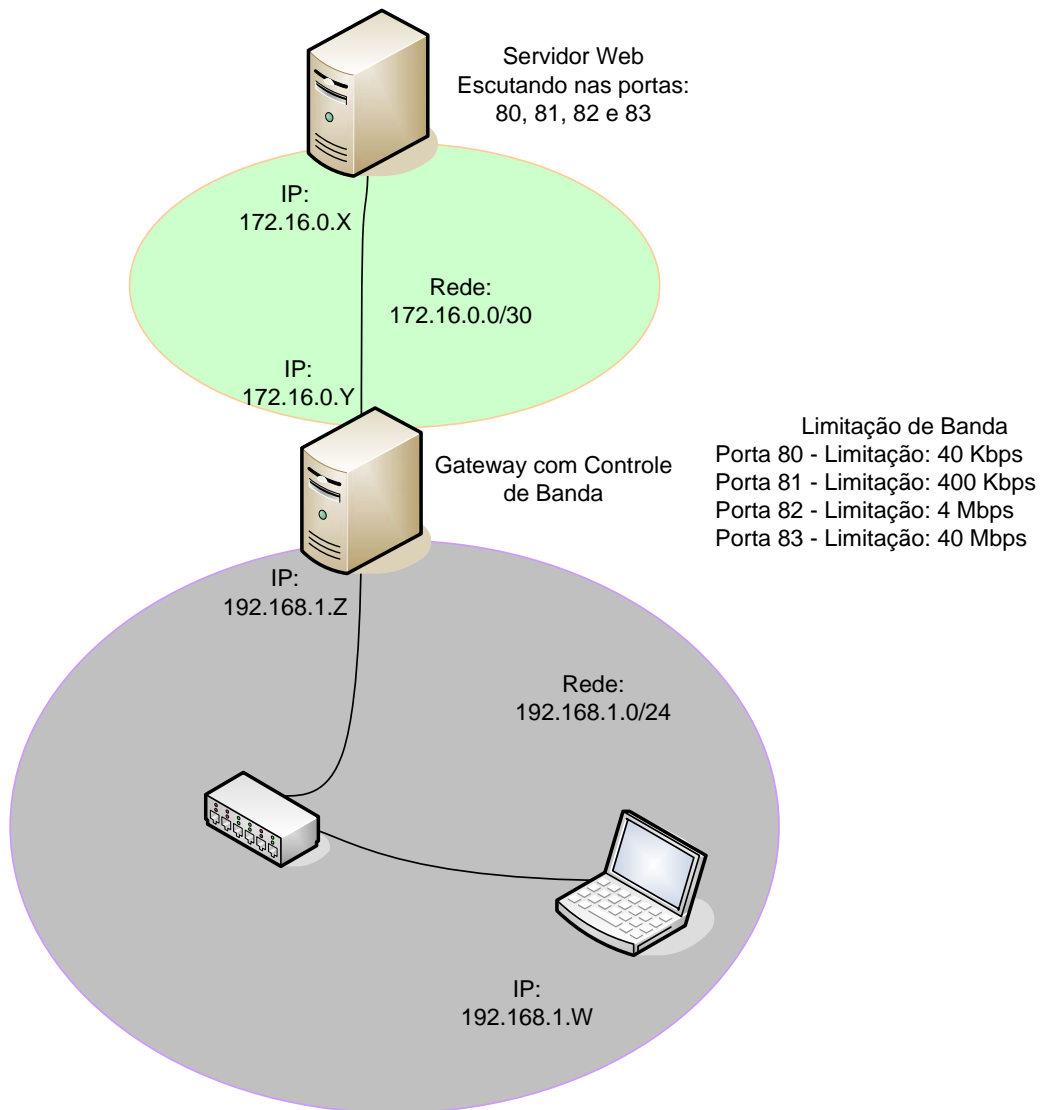 Servidor Web
Escutando nas portas:
80, 81, 82 e 83
IP:
172.16.0.X
Rede:
172.16.0.0/30
IP:
172.16.0.Y
Gateway com Controle
de Banda
Limitação de Banda
Porta 80 - Limitação: 40 Kbps
Porta 81 - Limitação: 400 Kbps
Porta 82 - Limitação: 4 Mbps
Porta 83 - Limitação: 40 Mbps
IP:
192.168.1.Z
Rede:
192.168.1.0/24
IP:
192.168.1.W